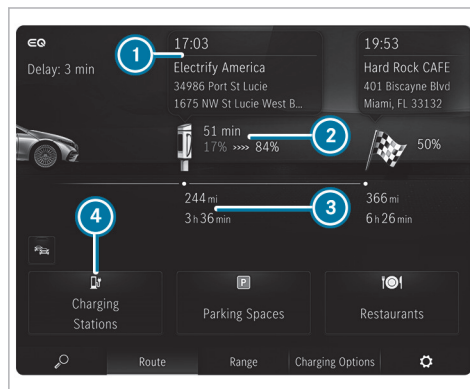 EQ
Delay: 3 min
17:03
Electrify America
34986 Port St Lucie
1675 NW St Lucie West B...
19:53
Hard Rock CAFE
401 Biscayne Blvd
Miami, FL 33132
1
51 min
17% »»» 84%
2
50%
244 mi
3 h 36 min
3
366 mi
6 h 26 min
4
Charging
Stations
P
Parking Spaces
Restaurants
Route
Range
Charging Options